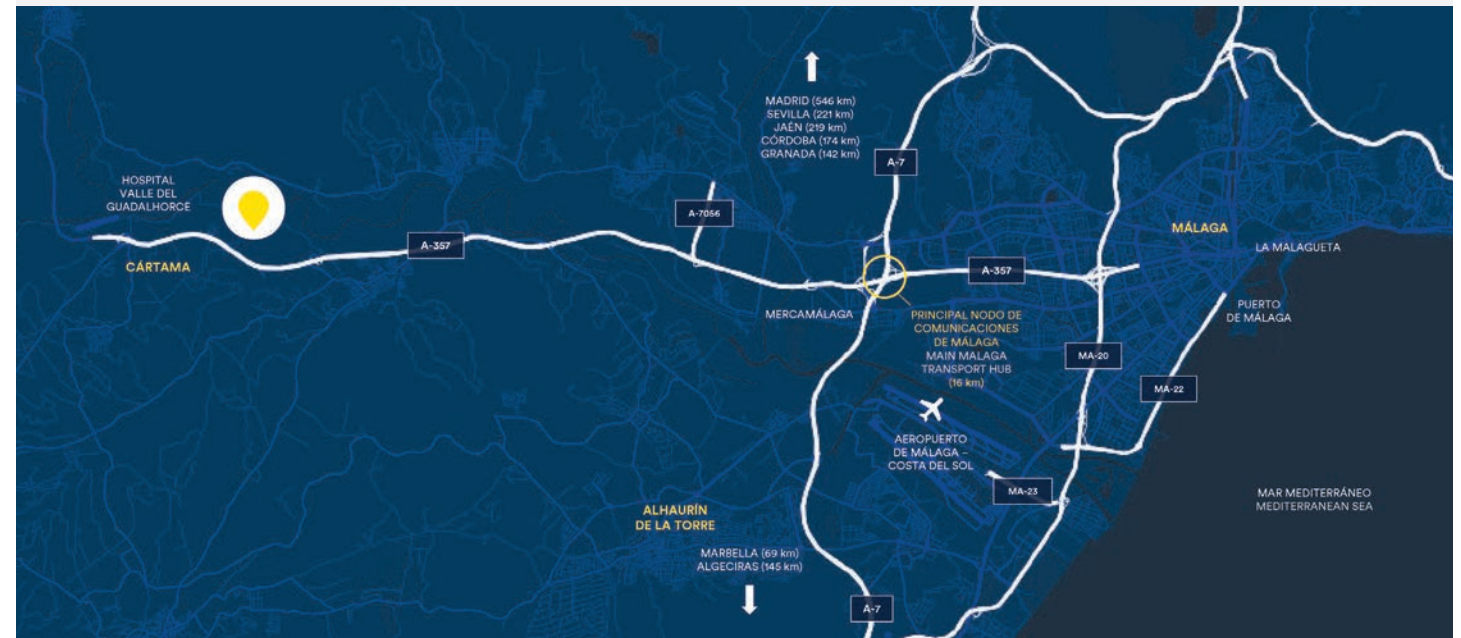 MADRID (546 km)
SEVILLA (221 km)
JAÉN (219 km)
CÓRDOBA (174 km)
GRANADA (142 km)
A-7
HOSPITAL
VALLE DEL
GUADALHORCE
A-7056
MÁLAGA
A-357
LA MALAGUETA
CÁRTAMA
A-357
MERCAMÁLAGA
PRINCIPAL NODO DE
COMUNICACIONES
DE MÁLAGA
MAIN MALAGA
TRANSPORT HUB
(16 km)
PUERTO
DE MÁLAGA
MA-20
MA-22
AEROPUERTO
DE MÁLAGA –
COSTA DEL SOL
MA-23
MAR MEDITERRÁNEO
MEDITERRANEAN SEA
ALHAURÍN
DE LA TORRE
MARBELLA (69 km)
ALGECIRAS (145 km)
A-7